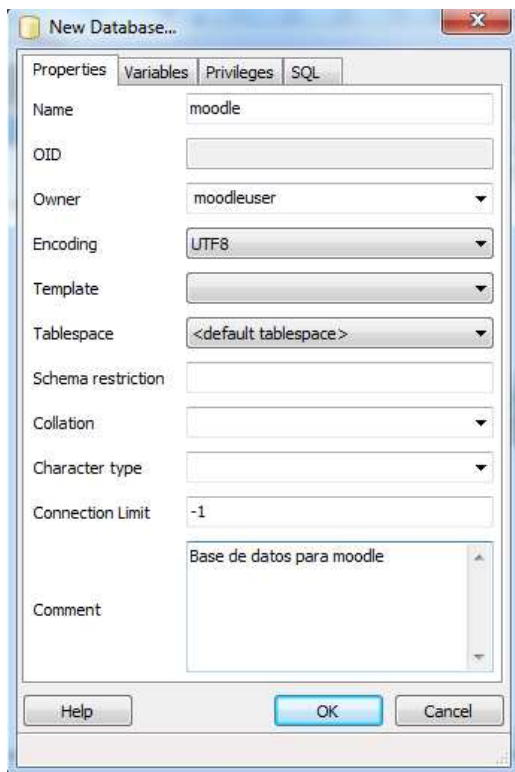 New Database...
Properties Variables Privileges SQL
Name moodle
OID
Owner moodleuser
Encoding UTF8
Template
Tablespace <default tablespace>
Schema restriction
Collation
Character type
Connection Limit -1
Comment Base de datos para moodle
Help OK Cancel